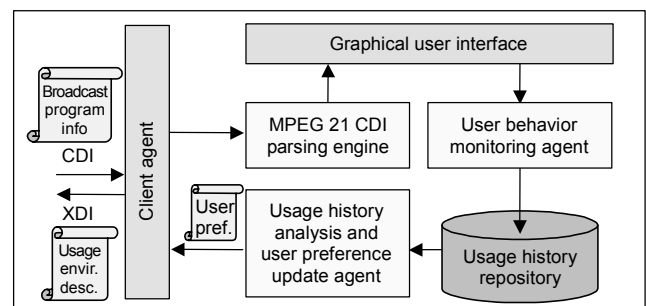 Graphical user interface
Broadcast
program
info
CDI
XDI
Usage
envir.
desc.
Client agent
MPEG 21 CDI
parsing engine
User behavior
monitoring agent
User
pref.
Usage history
analysis and
user preference
update agent
Usage history
repository